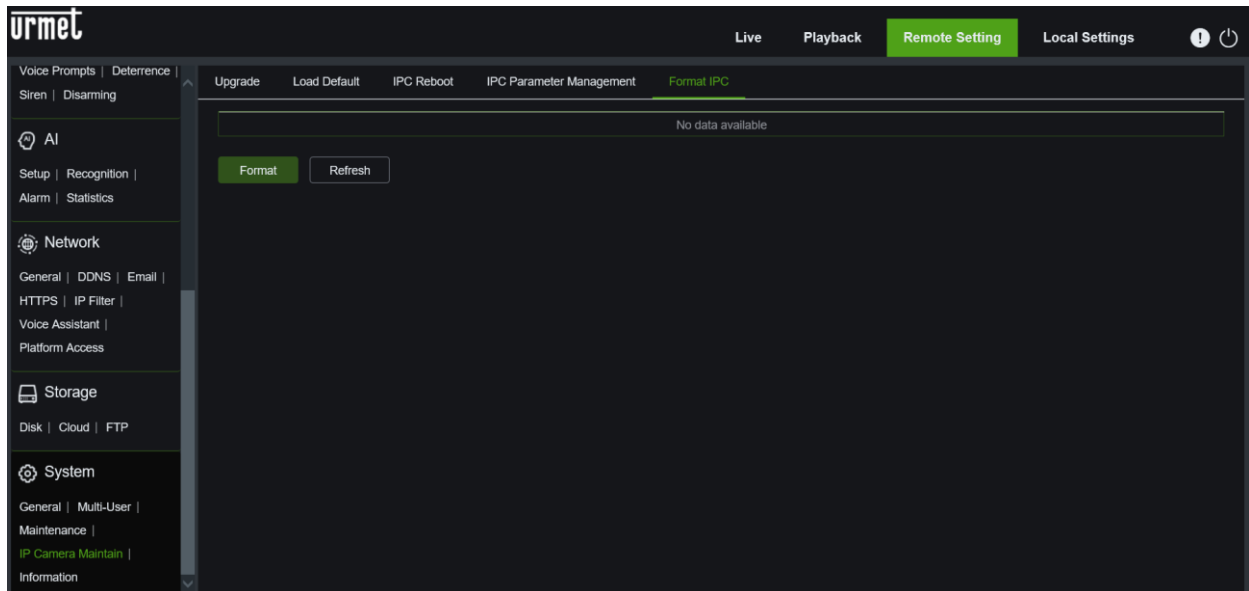 urmet
Live Playback Remote Setting Local Settings
Voice Prompts | Deterrence |
Siren | Disarming
AI
Setup | Recognition |
Alarm | Statistics
Network
General | DDNS | Email |
HTTPS | IP Filter |
Voice Assistant |
Platform Access
Storage
Disk | Cloud | FTP
System
General | Multi-User |
Maintenance |
IP Camera Maintain |
Information
Upgrade Load Default IPC Reboot IPC Parameter Management Format IPC
No data available
Format Refresh